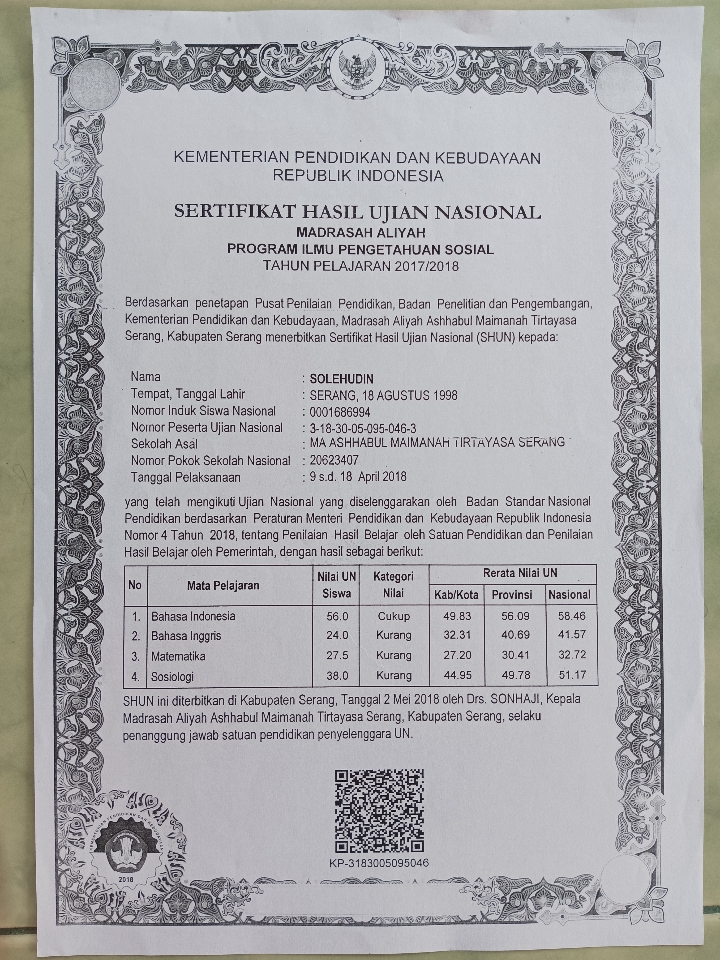 KEMENTERIAN PENDIDIKAN DAN KEBUDAYAAN
REPUBLIK INDONESIA
SERTIFIKAT HASIL UJIAN NASIONAL
MADRASAH ALIYAH
PROGRAM ILMU PENGETAHUAN SOSIAL
TAHUN PELAJARAN 2017/2018
Berdasarkan penetapan Pusat Penilaian Pendidikan, Badan Penelitian dan Pengembangan,
Kementerian Pendidikan dan Kebudayaan, Madrasah Aliyah Ashhabul Maimanah Tirtayasa
Serang, Kabupaten Serang menerbitkan Sertifikat Hasil Ujian Nasional (SHUN) kepada:
Nama : SOLEHUDIN
Tempat, Tanggal Lahir : SERANG, 18 AGUSTUS 1998
Nomor Induk Siswa Nasional : 0001686994
Nomor Peserta Ujian Nasional : 3-18-30-05-095-046-3
Sekolah Asal : MA ASHHABUL MAIMANAH TIRTAYASA SERANG
Nomor Pokok Sekolah Nasional : 20623407
Tanggal Pelaksanaan : 9 s.d. 18 April 2018
yang telah mengikuti Ujian Nasional yang diselenggarakan oleh Badan Standar Nasional
Pendidikan berdasarkan Peraturan Menteri Pendidikan dan Kebudayaan Republik Indonesia
Nomor 4 Tahun 2018, tentang Penilaian Hasil Belajar oleh Satuan Pendidikan dan Penilaian
Hasil Belajar oleh Pemerintah, dengan hasil sebagai berikut:
No Mata Pelajaran Nilai UN Siswa Kategori Nilai Rerata Nilai UN
Kab/Kota Provinsi Nasional
1. Bahasa Indonesia 56.0 Cukup 49.83 56.09 58.46
2. Bahasa Inggris 24.0 Kurang 32.31 40.69 41.57
3. Matematika 27.5 Kurang 27.20 30.41 32.72
4. Sosiologi 38.0 Kurang 44.95 49.78 51.17
SHUN ini diterbitkan di Kabupaten Serang, Tanggal 2 Mei 2018 oleh Drs. SONHAJI, Kepala
Madrasah Aliyah Ashhabul Maimanah Tirtayasa Serang, Kabupaten Serang, selaku
penanggung jawab satuan pendidikan penyelenggara UN.
KP-3183005095046
2018